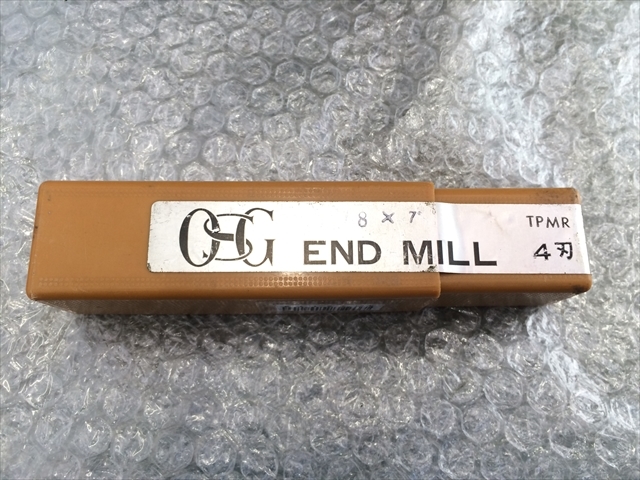 OSG
8 × 7°
TPMR
END MILL
4刃